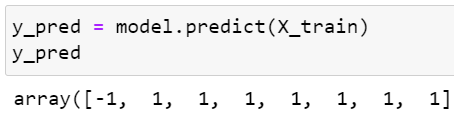 y_pred = model.predict(X_train)
y_pred
array([-1, 1, 1, 1, 1, 1, 1, 1]